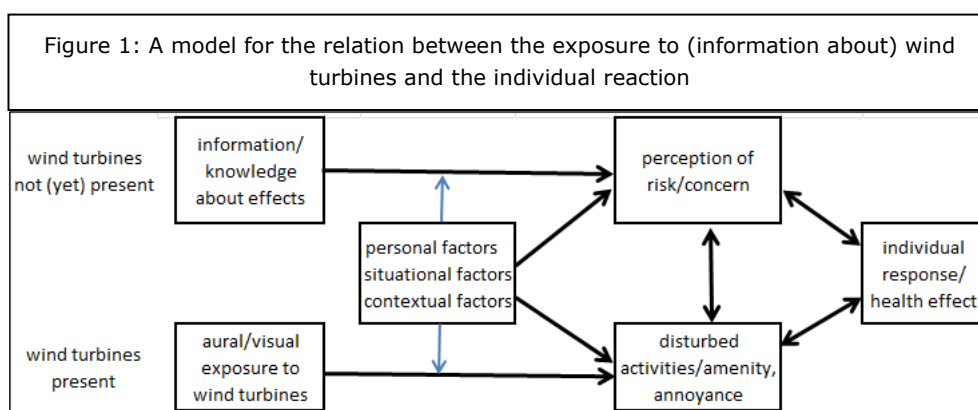 Figure 1: A model for the relation between the exposure to (information about) wind
turbines and the individual reaction
wind turbines
not (yet) present
information/
knowledge
about effects
perception of
risk/concern
personal factors
situational factors
contextual factors
individual
response/
health effect
wind turbines
present
aural/visual
exposure to
wind turbines
disturbed
activities/amenity,
annoyance